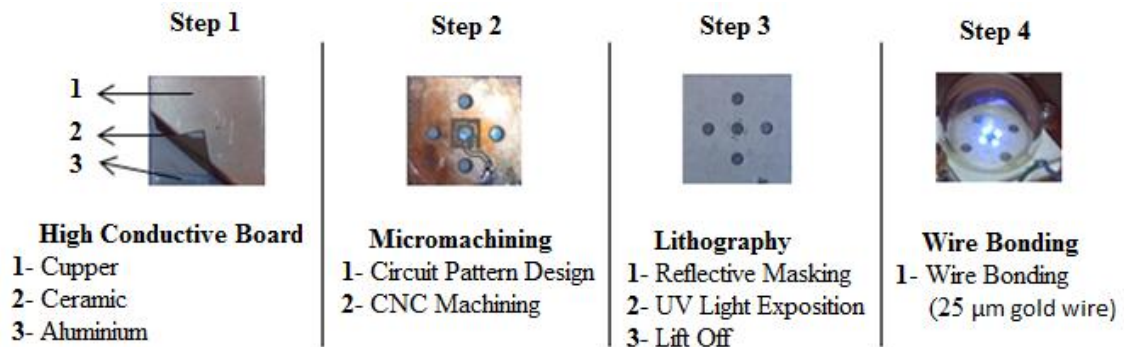 Step 1
1
2
3
High Conductive Board
1- Cupper
2- Ceramic
3- Aluminium
Step 2
Micromachining
1- Circuit Pattern Design
2- CNC Machining
Step 3
Lithography
1- Reflective Masking
2- UV Light Exposition
3- Lift Off
Step 4
Wire Bonding
1- Wire Bonding
(25 μm gold wire)